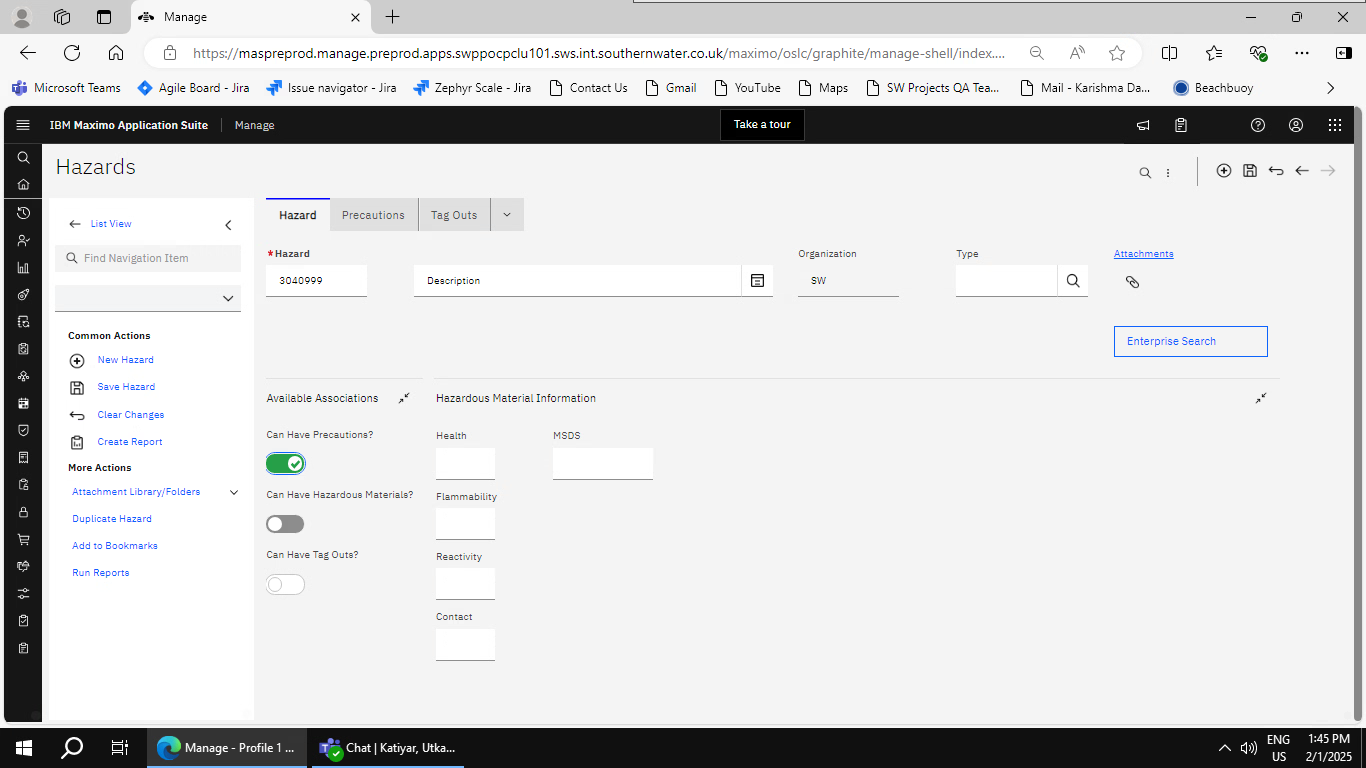 Manage
https://maspreprod.manage.preprod.apps.swppocpclu101.sws.int.southernwater.co.uk/maximo/oslc/graphite/manage-shell/index....
Microsoft Teams
Agile Board - Jira
Issue navigator - Jira
Zephyr Scale - Jira
Contact Us
Gmail
YouTube
Maps
SW Projects QA Tea...
Mail - Karishma Da...
Beachbuoy
IBM Maximo Application Suite
Manage
Take a tour
Hazards
List View
Find Navigation Item
Common Actions
New Hazard
Save Hazard
Clear Changes
Create Report
More Actions
Attachment Library/Folders
Duplicate Hazard
Add to Bookmarks
Run Reports
Hazard
Precautions
Tag Outs
*Hazard
3040999
Description
Organization
SW
Type
Attachments
Enterprise Search
Available Associations
Can Have Precautions?
Can Have Hazardous Materials?
Can Have Tag Outs?
Hazardous Material Information
Health
MSDS
Flammability
Reactivity
Contact
Manage - Profile 1 ...
Chat | Katiyar, Utka...
ENG
US
1:45 PM
2/1/2025